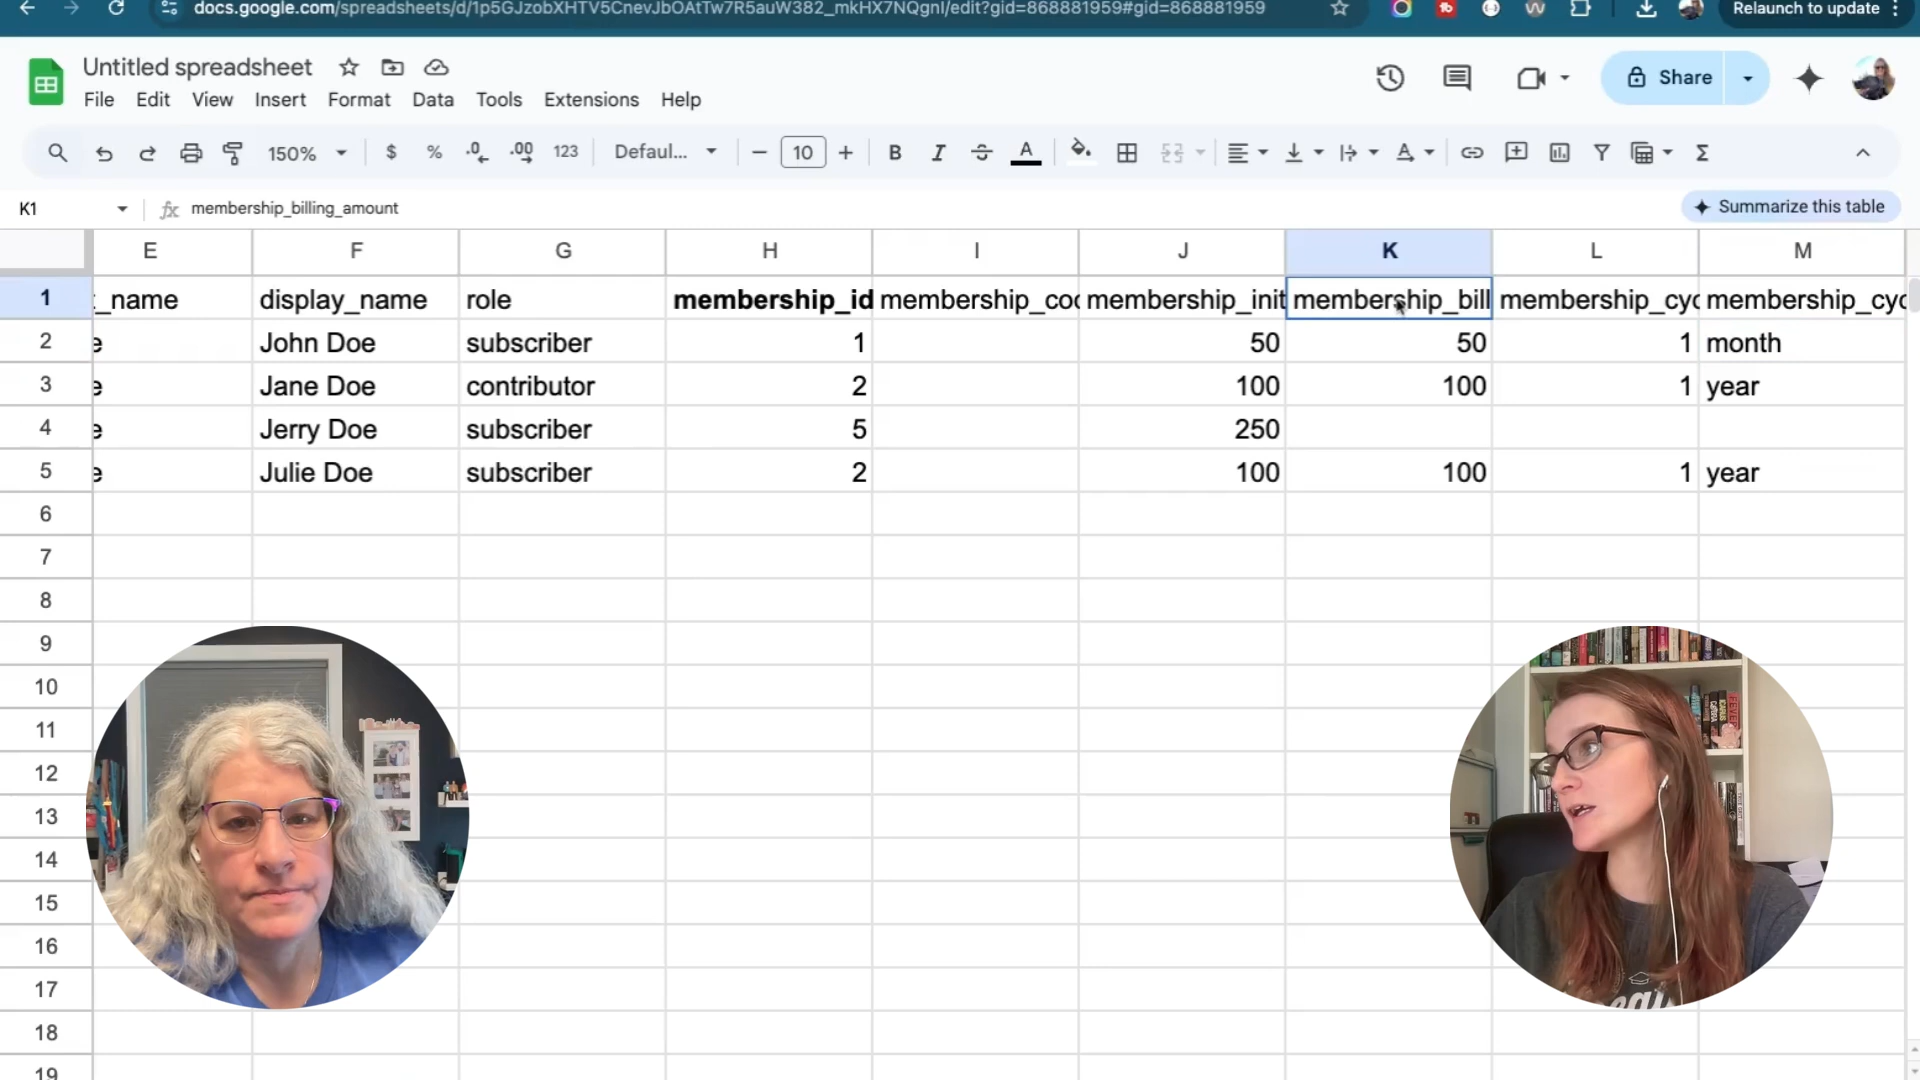 docs.google.com/spreadsheets/d/1p5GJzobXHTV5CnevJbOAtTw7R5auW382_mkHX7NQgnI/edit?gid=868881959#gid=868881959
Relaunch to update
Untitled spreadsheet
File Edit View Insert Format Data Tools Extensions Help
Share
150% $ % .0 .00 123 Defaul... 10 B I A
K1 fx membership_billing_amount
Summarize this table
E F G H I J K L M
1 _name display_name role membership_id membership_coc membership_init membership_bill membership_cyc membership_cyc
2 e John Doe subscriber 1 50 50 1 month
3 e Jane Doe contributor 2 100 100 1 year
4 e Jerry Doe subscriber 5 250
5 e Julie Doe subscriber 2 100 100 1 year
6
7
8
9
10
11
12
13
14
15
16
17
18
19